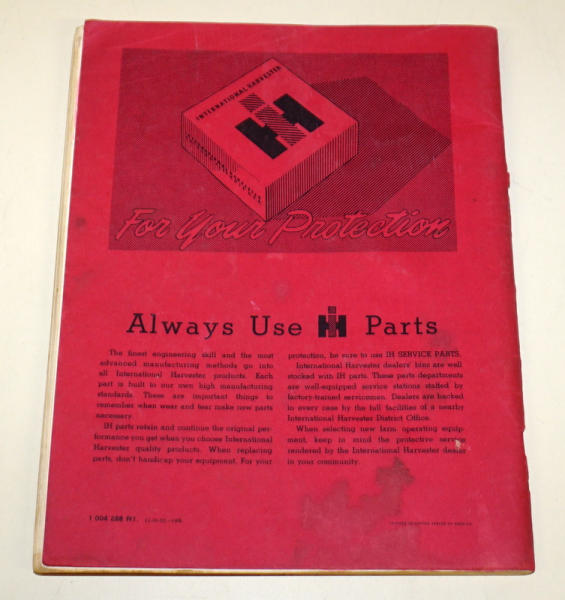 INTERNATIONAL HARVESTER
IH
For Your Protection
Always Use IH Parts
The finest engineering skill and the most
advanced manufacturing methods go into
all International Harvester products. Each
part is built to our own high manufacturing
standards. These are important things to
remember when wear and tear make new parts
necessary.
IH parts retain and continue the original per-
formance you get when you choose International
Harvester quality products. When replacing
parts, don't handicap your equipment. For your
protection, be sure to use IH SERVICE PARTS.
International Harvester dealers' bins are well
stocked with IH parts. These parts departments
are well-equipped service stations staffed by
factory-trained servicemen. Dealers are backed
in every case by the full facilities of a nearby
International Harvester District Office.
When selecting new farm operating equip-
ment, keep in mind the protective service
rendered by the International Harvester dealer
in your community.
1 004 288 R1.